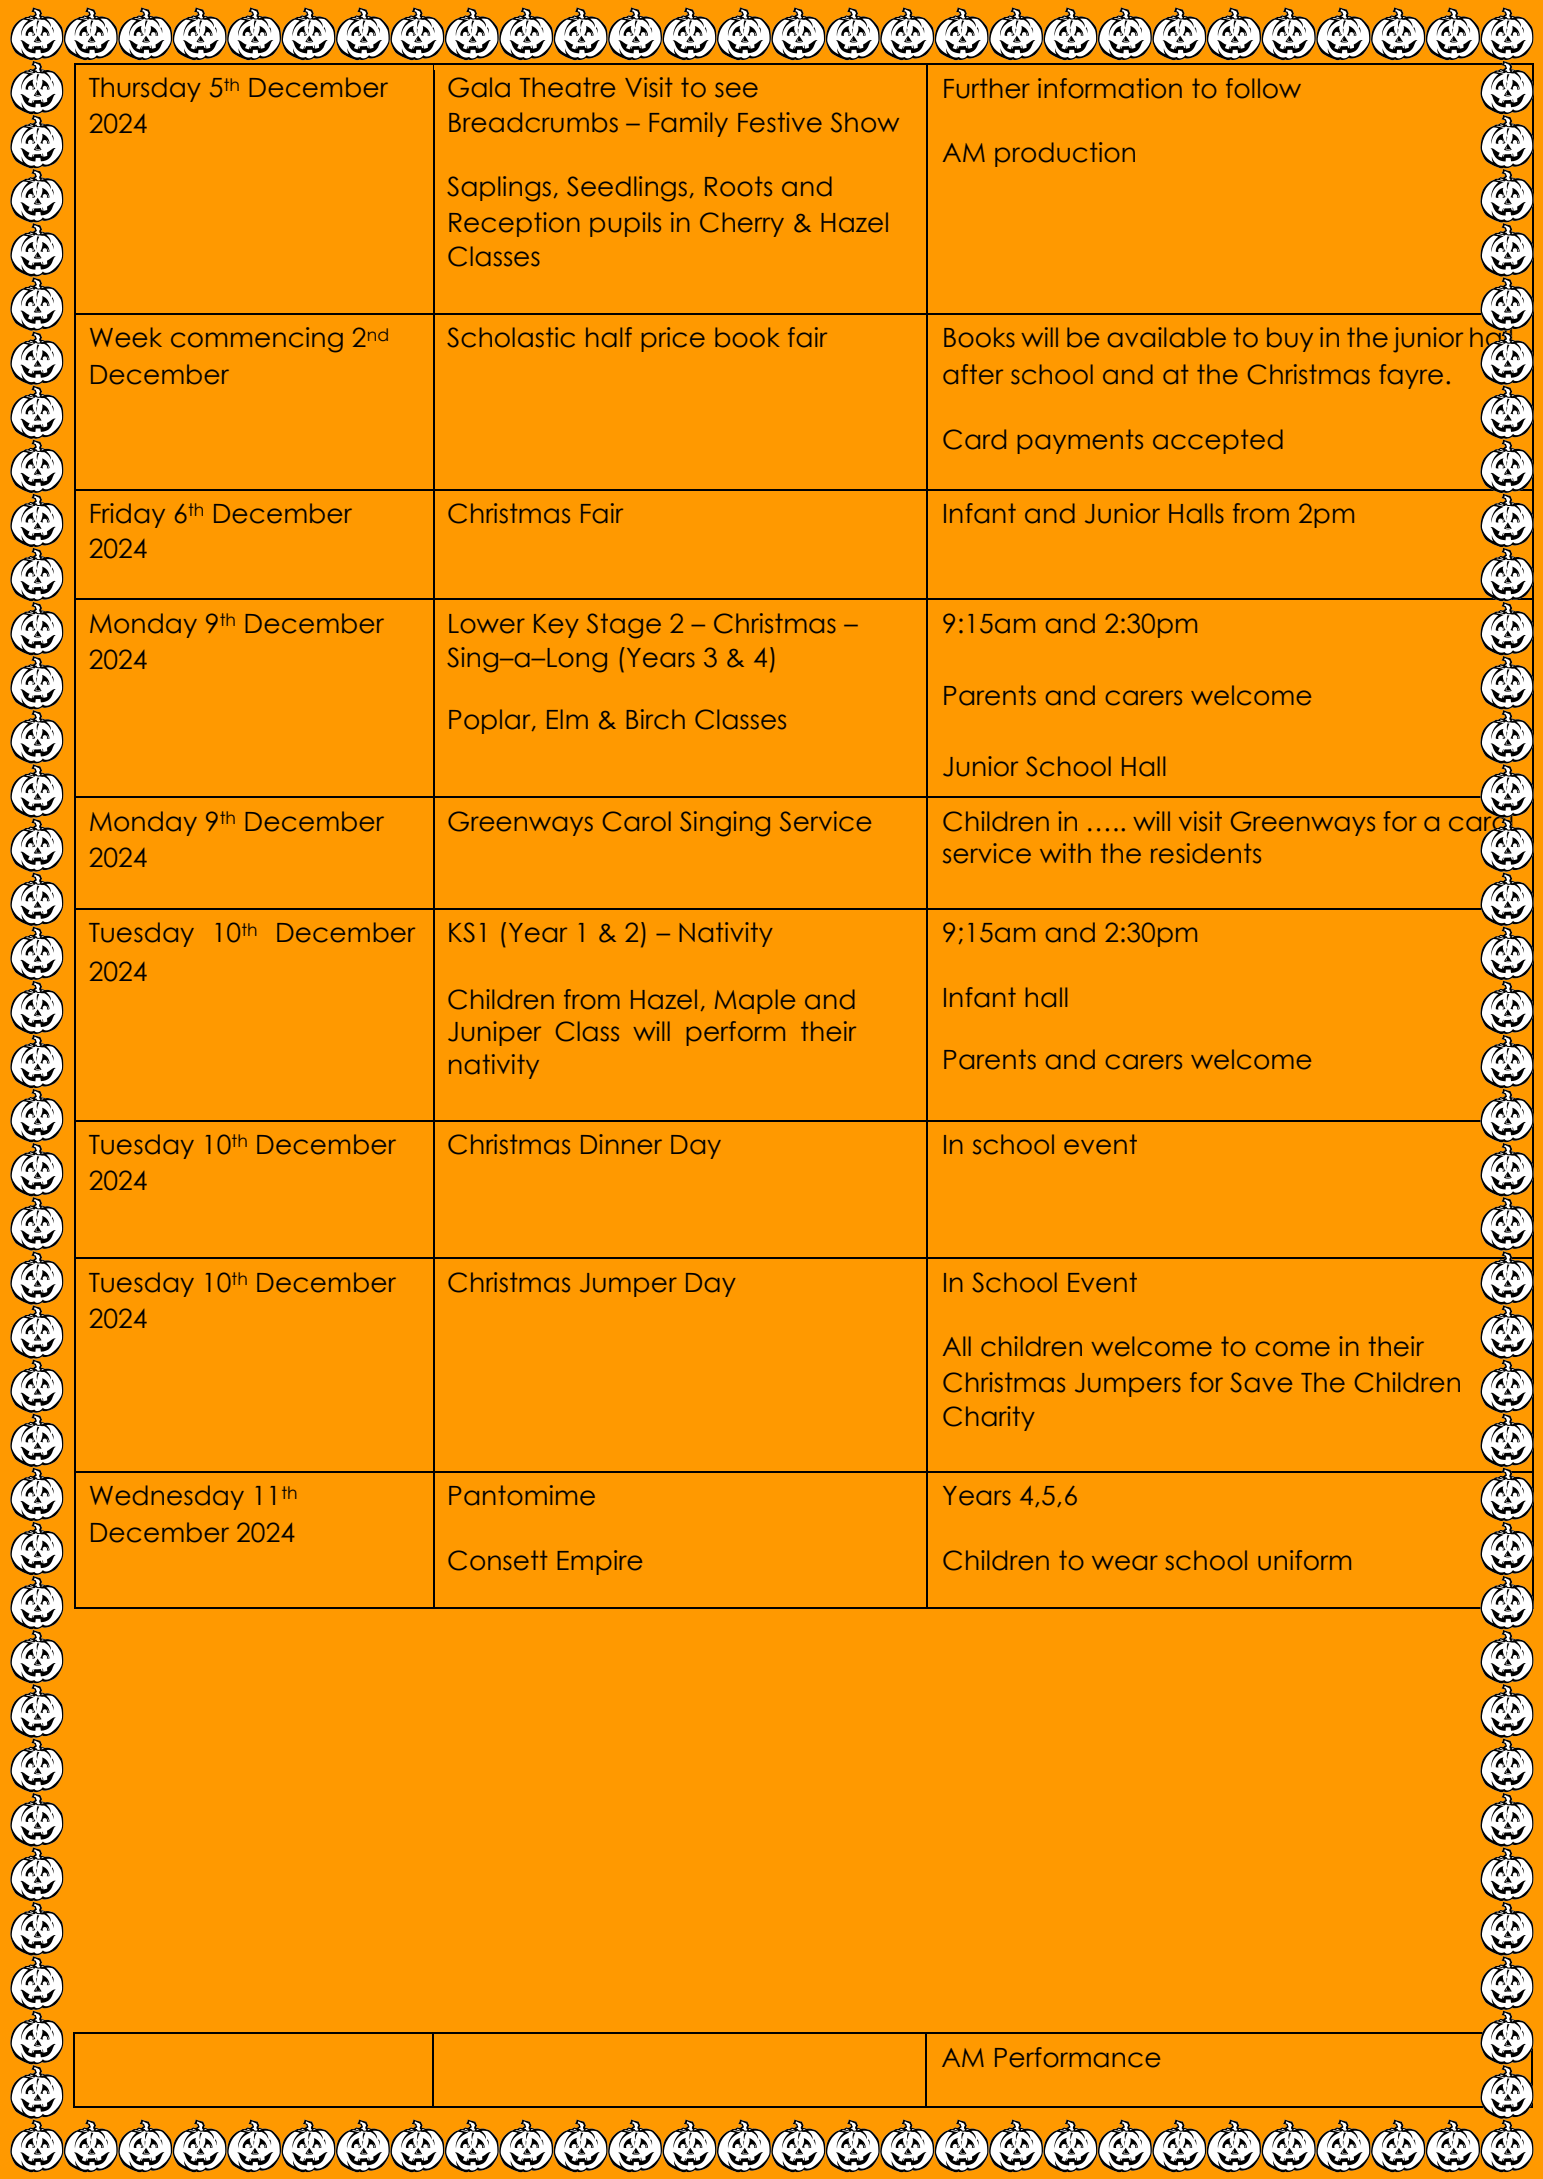 Thursday 5th December
2024
Gala Theatre Visit to see
Breadcrumbs – Family Festive Show
Saplings, Seedlings, Roots and
Reception pupils in Cherry & Hazel
Classes
Further information to follow
AM production
Week commencing 2nd
December
Scholastic half price book fair
Books will be available to buy in the junior
after school and at the Christmas fayre.
Card payments accepted
Friday 6th December
2024
Christmas Fair
Infant and Junior Halls from 2pm
Monday 9th December
2024
Lower Key Stage 2 – Christmas –
Sing–a–Long (Years 3 & 4)
Poplar, Elm & Birch Classes
9:15am and 2:30pm
Parents and carers welcome
Junior School Hall
Monday 9th December
2024
Greenways Carol Singing Service
Children in ..... will visit Greenways for a
service with the residents
Tuesday 10th December
2024
KS1 (Year 1 & 2) – Nativity
Children from Hazel, Maple and
Juniper Class will perform their
nativity
9;15am and 2:30pm
Infant hall
Parents and carers welcome
Tuesday 10th December
2024
Christmas Dinner Day
In school event
Tuesday 10th December
2024
Christmas Jumper Day
In School Event
All children welcome to come in their
Christmas Jumpers for Save The Children
Charity
Wednesday 11th
December 2024
Pantomime
Consett Empire
Years 4,5,6
Children to wear school uniform
AM Performance